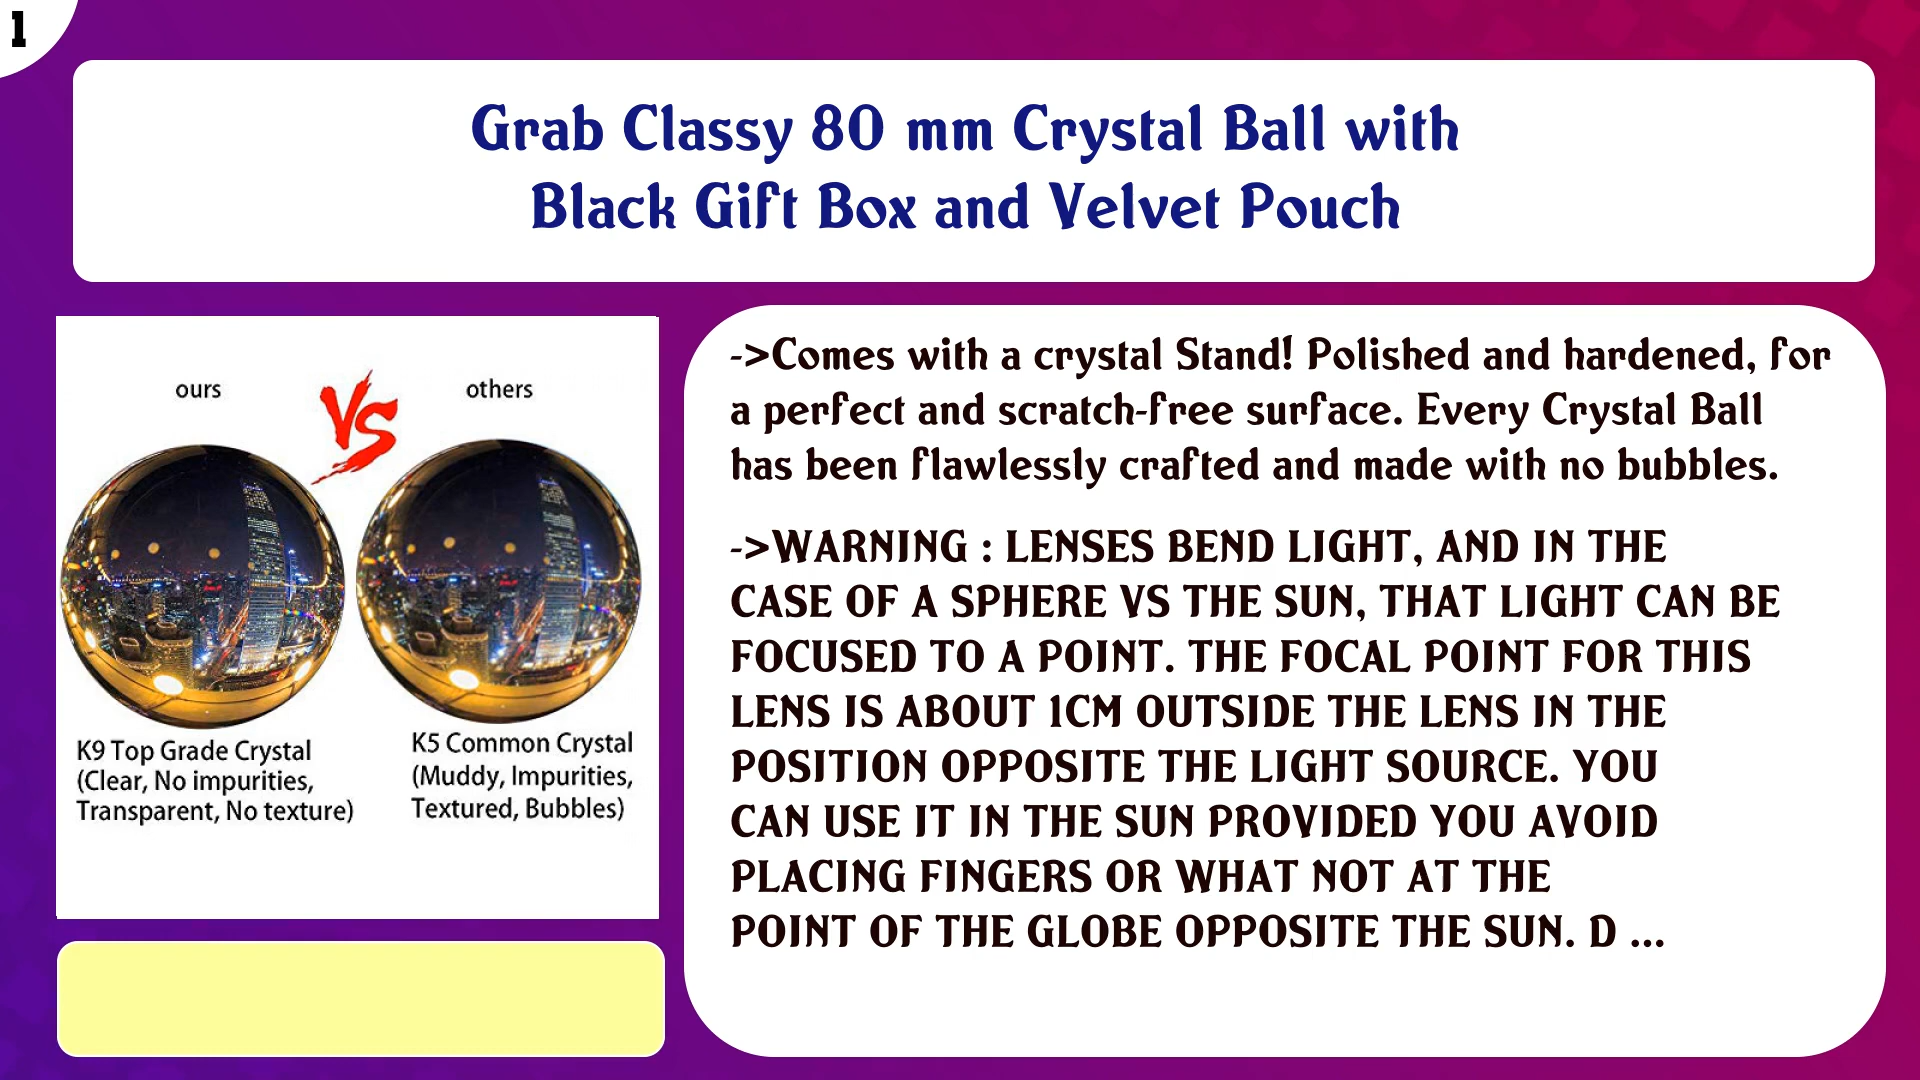 1
Grab Classy 80 mm Crystal Ball with
Black Gift Box and Velvet Pouch
ours
VS
others
K9 Top Grade Crystal
(Clear, No impurities,
Transparent, No texture)
K5 Common Crystal
(Muddy, Impurities,
Textured, Bubbles)
->Comes with a crystal Stand! Polished and hardened, for
a perfect and scratch-free surface. Every Crystal Ball
has been flawlessly crafted and made with no bubbles.
->WARNING : LENSES BEND LIGHT, AND IN THE
CASE OF A SPHERE VS THE SUN, THAT LIGHT CAN BE
FOCUSED TO A POINT. THE FOCAL POINT FOR THIS
LENS IS ABOUT 1CM OUTSIDE THE LENS IN THE
POSITION OPPOSITE THE LIGHT SOURCE. YOU
CAN USE IT IN THE SUN PROVIDED YOU AVOID
PLACING FINGERS OR WHAT NOT AT THE
POINT OF THE GLOBE OPPOSITE THE SUN. D ...